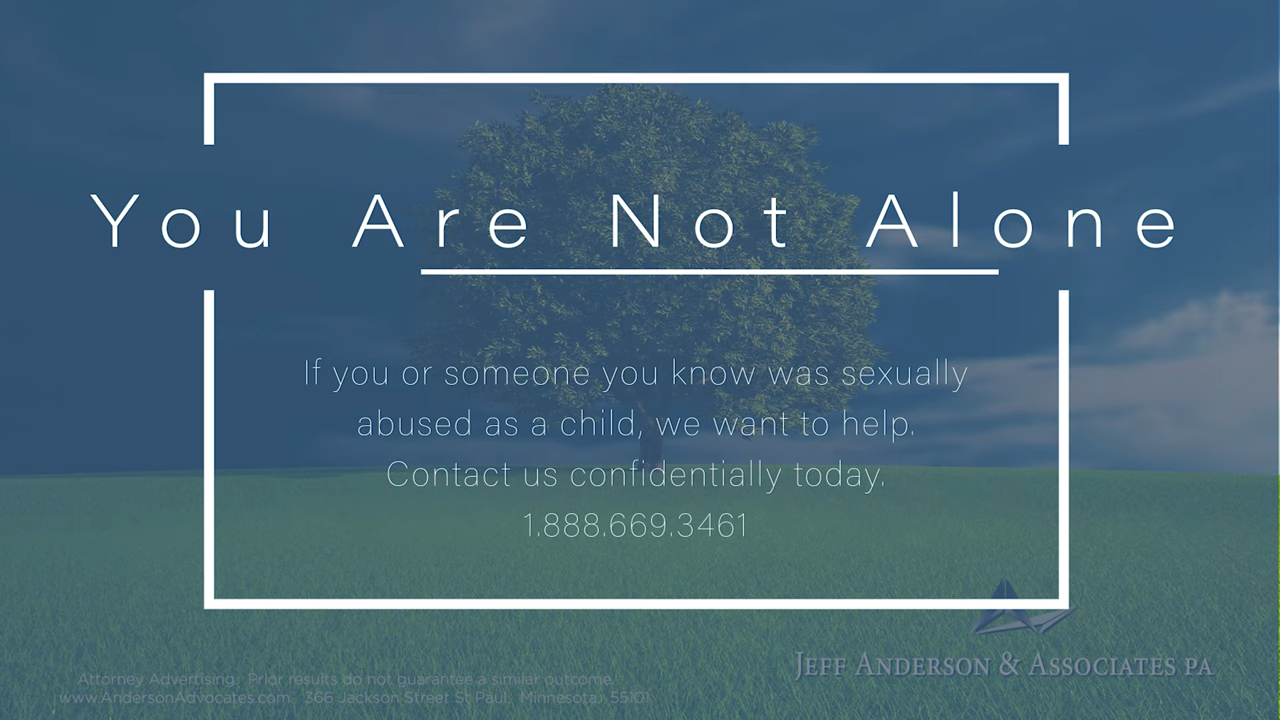 You Are Not Alone
If you or someone you know was sexually
abused as a child, we want to help.
Contact us confidentially today.
1.888.669.3461
JEFF ANDERSON & ASSOCIATES PA
Attorney Advertising. Prior results do not guarantee a similar outcome.
www.AndersonAdvocates.com 366 Jackson Street St Paul, Minnesota, 55101